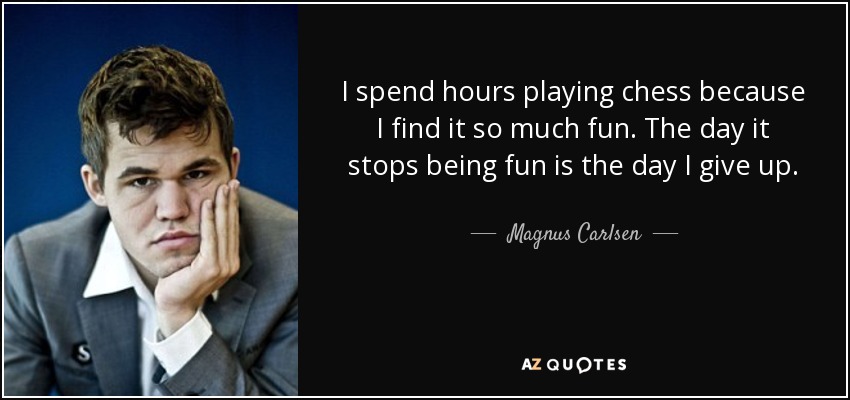 I spend hours playing chess because
I find it so much fun. The day it
stops being fun is the day I give up.
Magnus Carlsen
AZ QUOTES
S